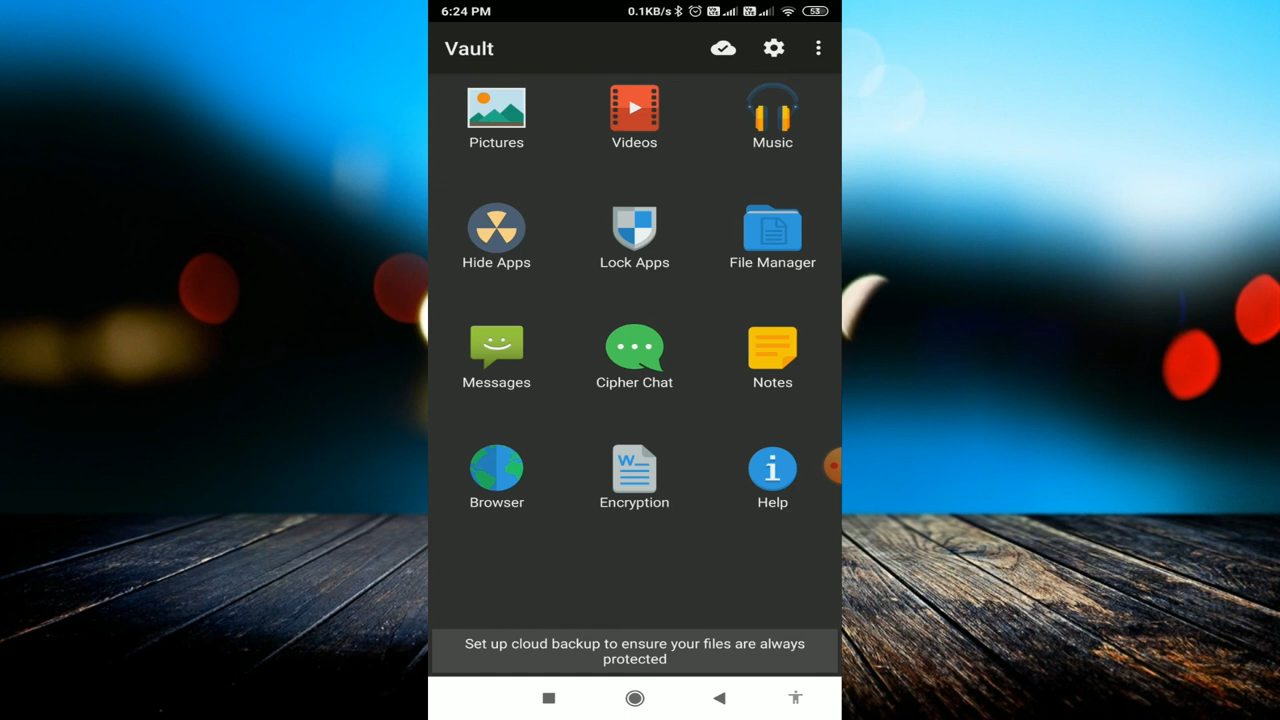 6:24 PM
0.1KB/s
53
Vault
Pictures
Videos
Music
Hide Apps
Lock Apps
File Manager
Messages
Cipher Chat
Notes
W
Browser
Encryption
Help
Set up cloud backup to ensure your files are always
protected